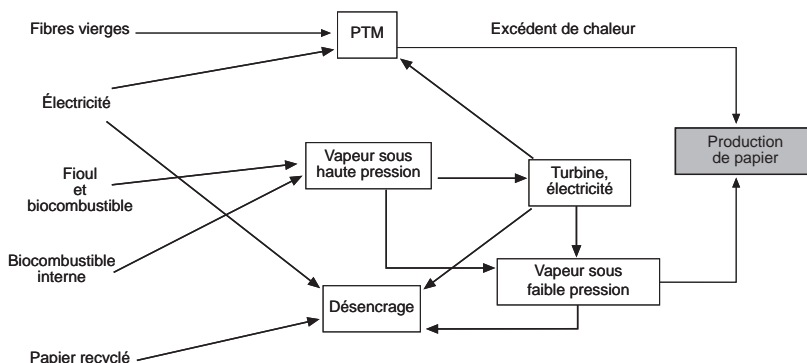 Fibres vierges
PTM
Excédent de chaleur
Électricité
Production
de papier
Vapeur sous
haute pression
Turbine,
électricité
Fioul
et
biocombustible
Biocombustible
interne
Vapeur sous
faible pression
Désencrage
Papier recyclé